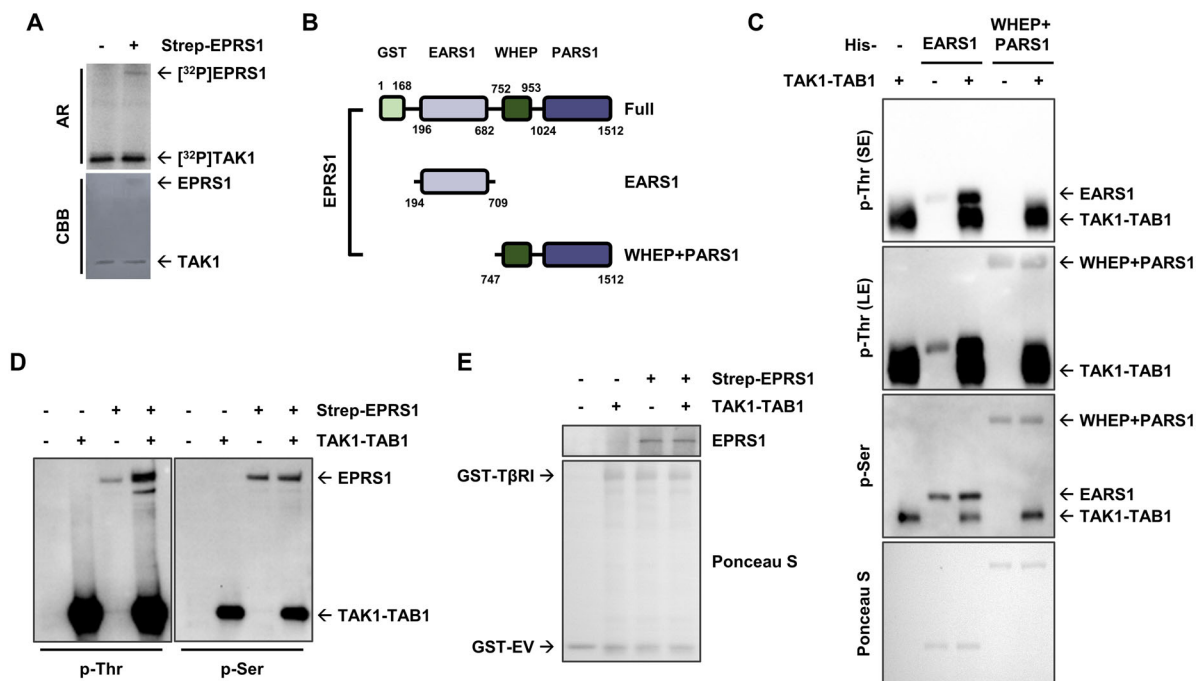 A
- + Strep-EPRS1
AR
← [³²P]EPRS1
← [³²P]TAK1
CBB
← EPRS1
← TAK1
B
GST EARS1 WHEP PARS1
1 168 752 953
Full
196 682 1024 1512
EPRS1
EARS1
194 709
WHEP+PARS1
747 1512
C
His- - EARS1 WHEP+
PARS1
TAK1-TAB1 + - + - +
p-Thr (SE)
← EARS1
← TAK1-TAB1
p-Thr (LE)
← WHEP+PARS1
← TAK1-TAB1
p-Ser
← WHEP+PARS1
← EARS1
← TAK1-TAB1
Ponceau S
D
- - + + - - + + Strep-EPRS1
- + - + - + - + TAK1-TAB1
← EPRS1
← TAK1-TAB1
p-Thr p-Ser
E
- - + + Strep-EPRS1
- + - + TAK1-TAB1
EPRS1
GST-TβRI →
Ponceau S
GST-EV →